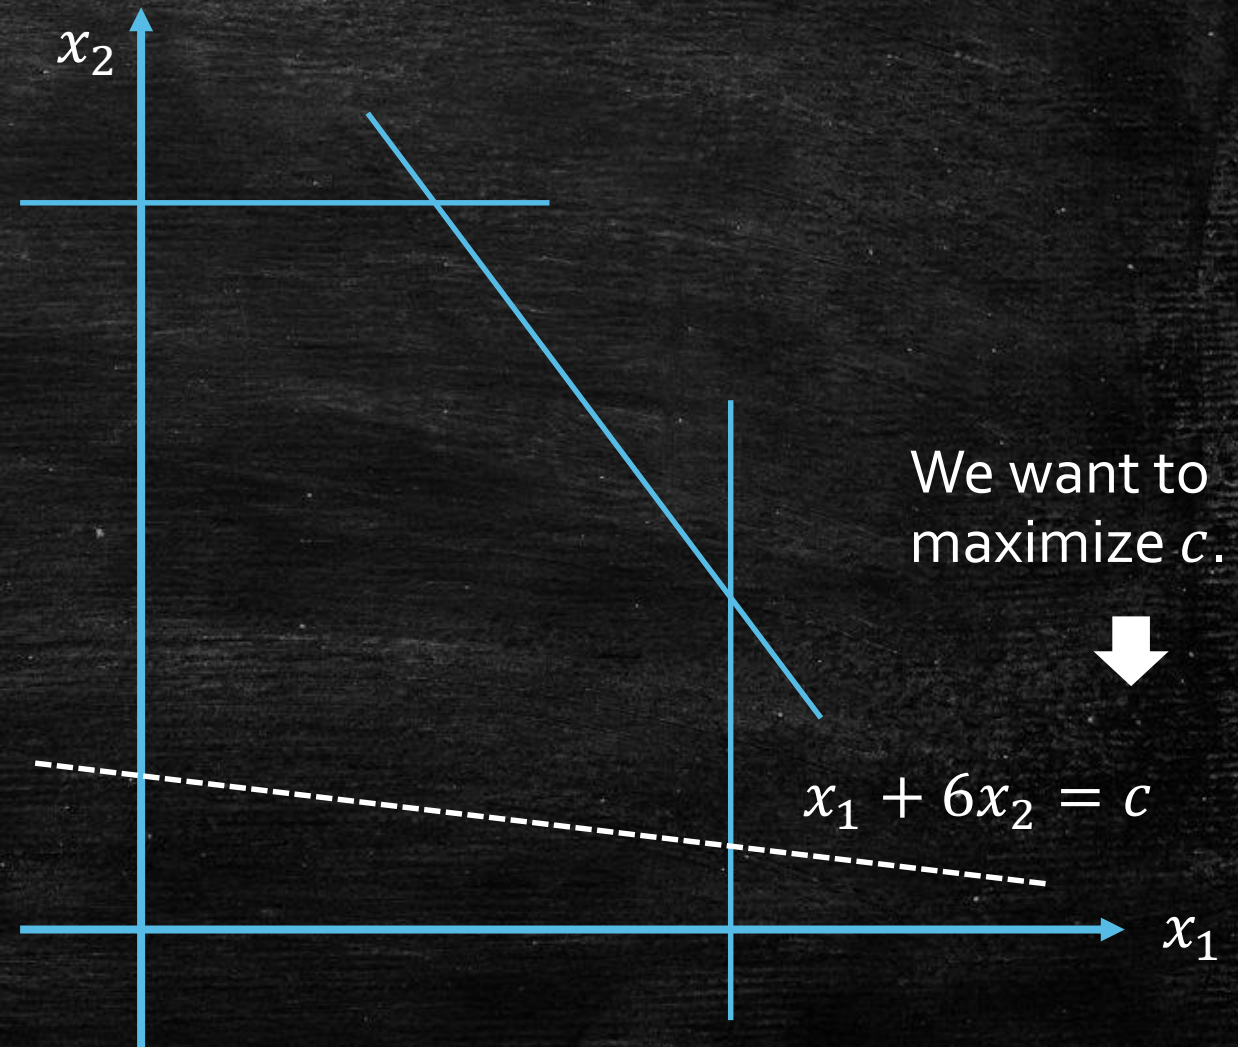 x₂
We want to
maximize c.
x₁ + 6x₂ = c
x₁